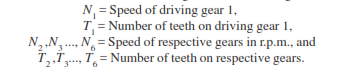 N₁ = Speed of driving gear 1,
T₁ = Number of teeth on driving gear 1,
N₂,N₃..., N₆ = Speed of respective gears in r.p.m., and
T₂,T₃..., T₆ = Number of teeth on respective gears.